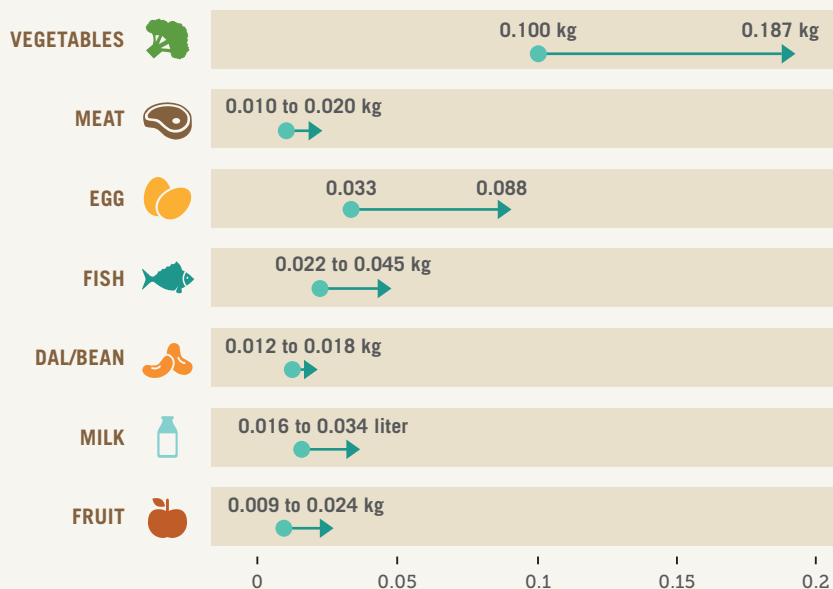 VEGETABLES 0.100 kg 0.187 kg
MEAT 0.010 to 0.020 kg
EGG 0.033 0.088
FISH 0.022 to 0.045 kg
DAL/BEAN 0.012 to 0.018 kg
MILK 0.016 to 0.034 liter
FRUIT 0.009 to 0.024 kg
0 0.05 0.1 0.15 0.2